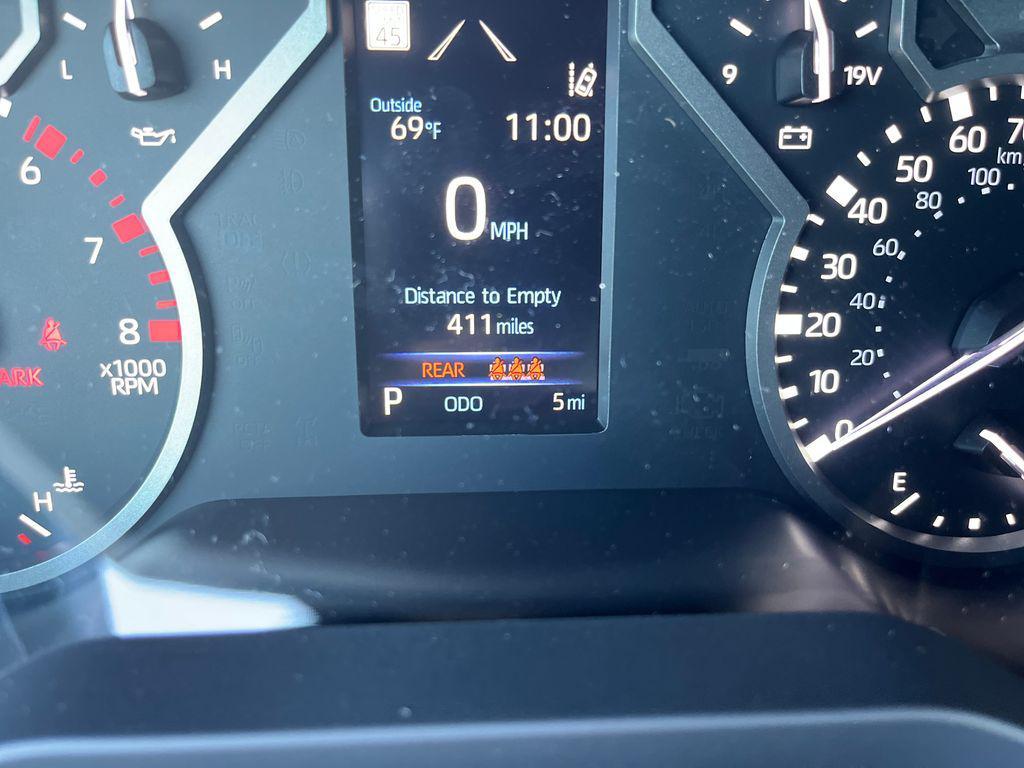 L
H
6
7
8
x1000
RPM
ARK
H
45
Outside
69°F
11:00
0 MPH
Distance to Empty
411 miles
REAR
P ODO 5 mi
9
19V
60
50
40
30
20
10
0
100
80
60
40
20
km
E